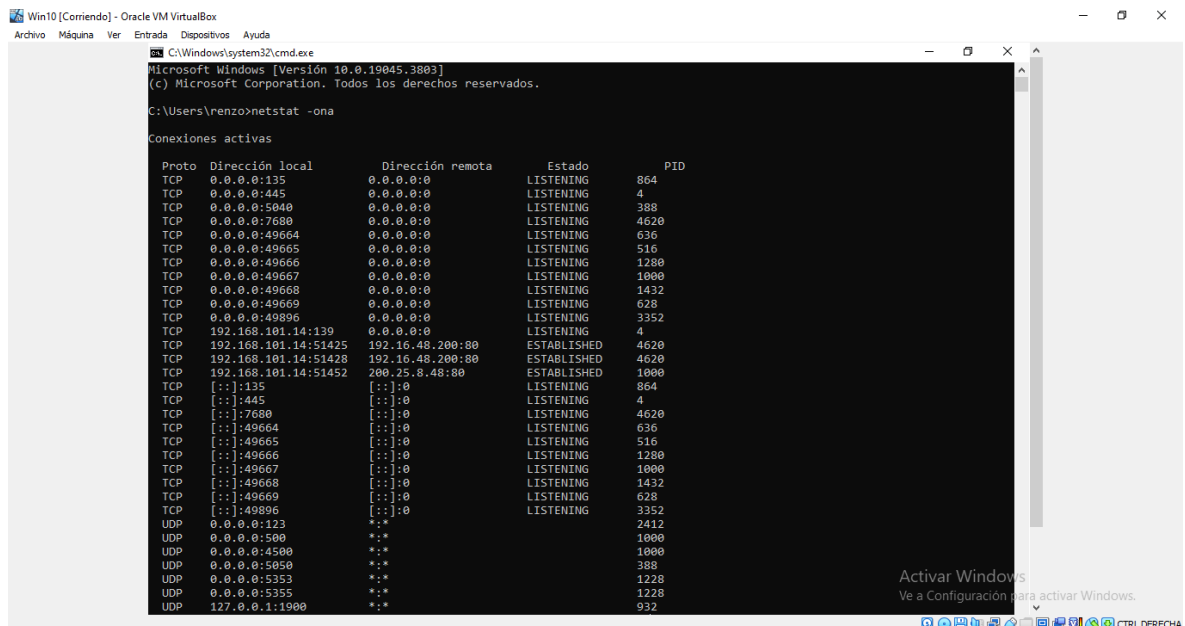 Win10 [Corriendo] - Oracle VM VirtualBox
Archivo Máquina Ver Entrada Dispositivos Ayuda
C:\Windows\system32\cmd.exe
Microsoft Windows [Versión 10.0.19045.3803]
(c) Microsoft Corporation. Todos los derechos reservados.
C:\Users\renzo>netstat -ona
Conexiones activas
Proto Dirección local Dirección remota Estado PID
TCP 0.0.0.0:135 0.0.0.0:0 LISTENING 864
TCP 0.0.0.0:445 0.0.0.0:0 LISTENING 4
TCP 0.0.0.0:5040 0.0.0.0:0 LISTENING 388
TCP 0.0.0.0:7680 0.0.0.0:0 LISTENING 4620
TCP 0.0.0.0:49664 0.0.0.0:0 LISTENING 636
TCP 0.0.0.0:49665 0.0.0.0:0 LISTENING 516
TCP 0.0.0.0:49666 0.0.0.0:0 LISTENING 1280
TCP 0.0.0.0:49667 0.0.0.0:0 LISTENING 1000
TCP 0.0.0.0:49668 0.0.0.0:0 LISTENING 1432
TCP 0.0.0.0:49669 0.0.0.0:0 LISTENING 628
TCP 0.0.0.0:49896 0.0.0.0:0 LISTENING 3352
TCP 192.168.101.14:139 0.0.0.0:0 LISTENING 4
TCP 192.168.101.14:51425 192.16.48.200:80 ESTABLISHED 4620
TCP 192.168.101.14:51428 192.16.48.200:80 ESTABLISHED 4620
TCP 192.168.101.14:51452 200.25.8.48:80 ESTABLISHED 1000
TCP [::]:135 [::]:0 LISTENING 864
TCP [::]:445 [::]:0 LISTENING 4
TCP [::]:7680 [::]:0 LISTENING 4620
TCP [::]:49664 [::]:0 LISTENING 636
TCP [::]:49665 [::]:0 LISTENING 516
TCP [::]:49666 [::]:0 LISTENING 1280
TCP [::]:49667 [::]:0 LISTENING 1000
TCP [::]:49668 [::]:0 LISTENING 1432
TCP [::]:49669 [::]:0 LISTENING 628
TCP [::]:49896 [::]:0 LISTENING 3352
UDP 0.0.0.0:123 *:* 2412
UDP 0.0.0.0:500 *:* 1000
UDP 0.0.0.0:4500 *:* 1000
UDP 0.0.0.0:5050 *:* 388
UDP 0.0.0.0:5353 *:* 1228
UDP 0.0.0.0:5355 *:* 1228
UDP 127.0.0.1:1900 *:* 932
Activar Windows
Ve a Configuración para activar Windows.
CTRL DERECHA